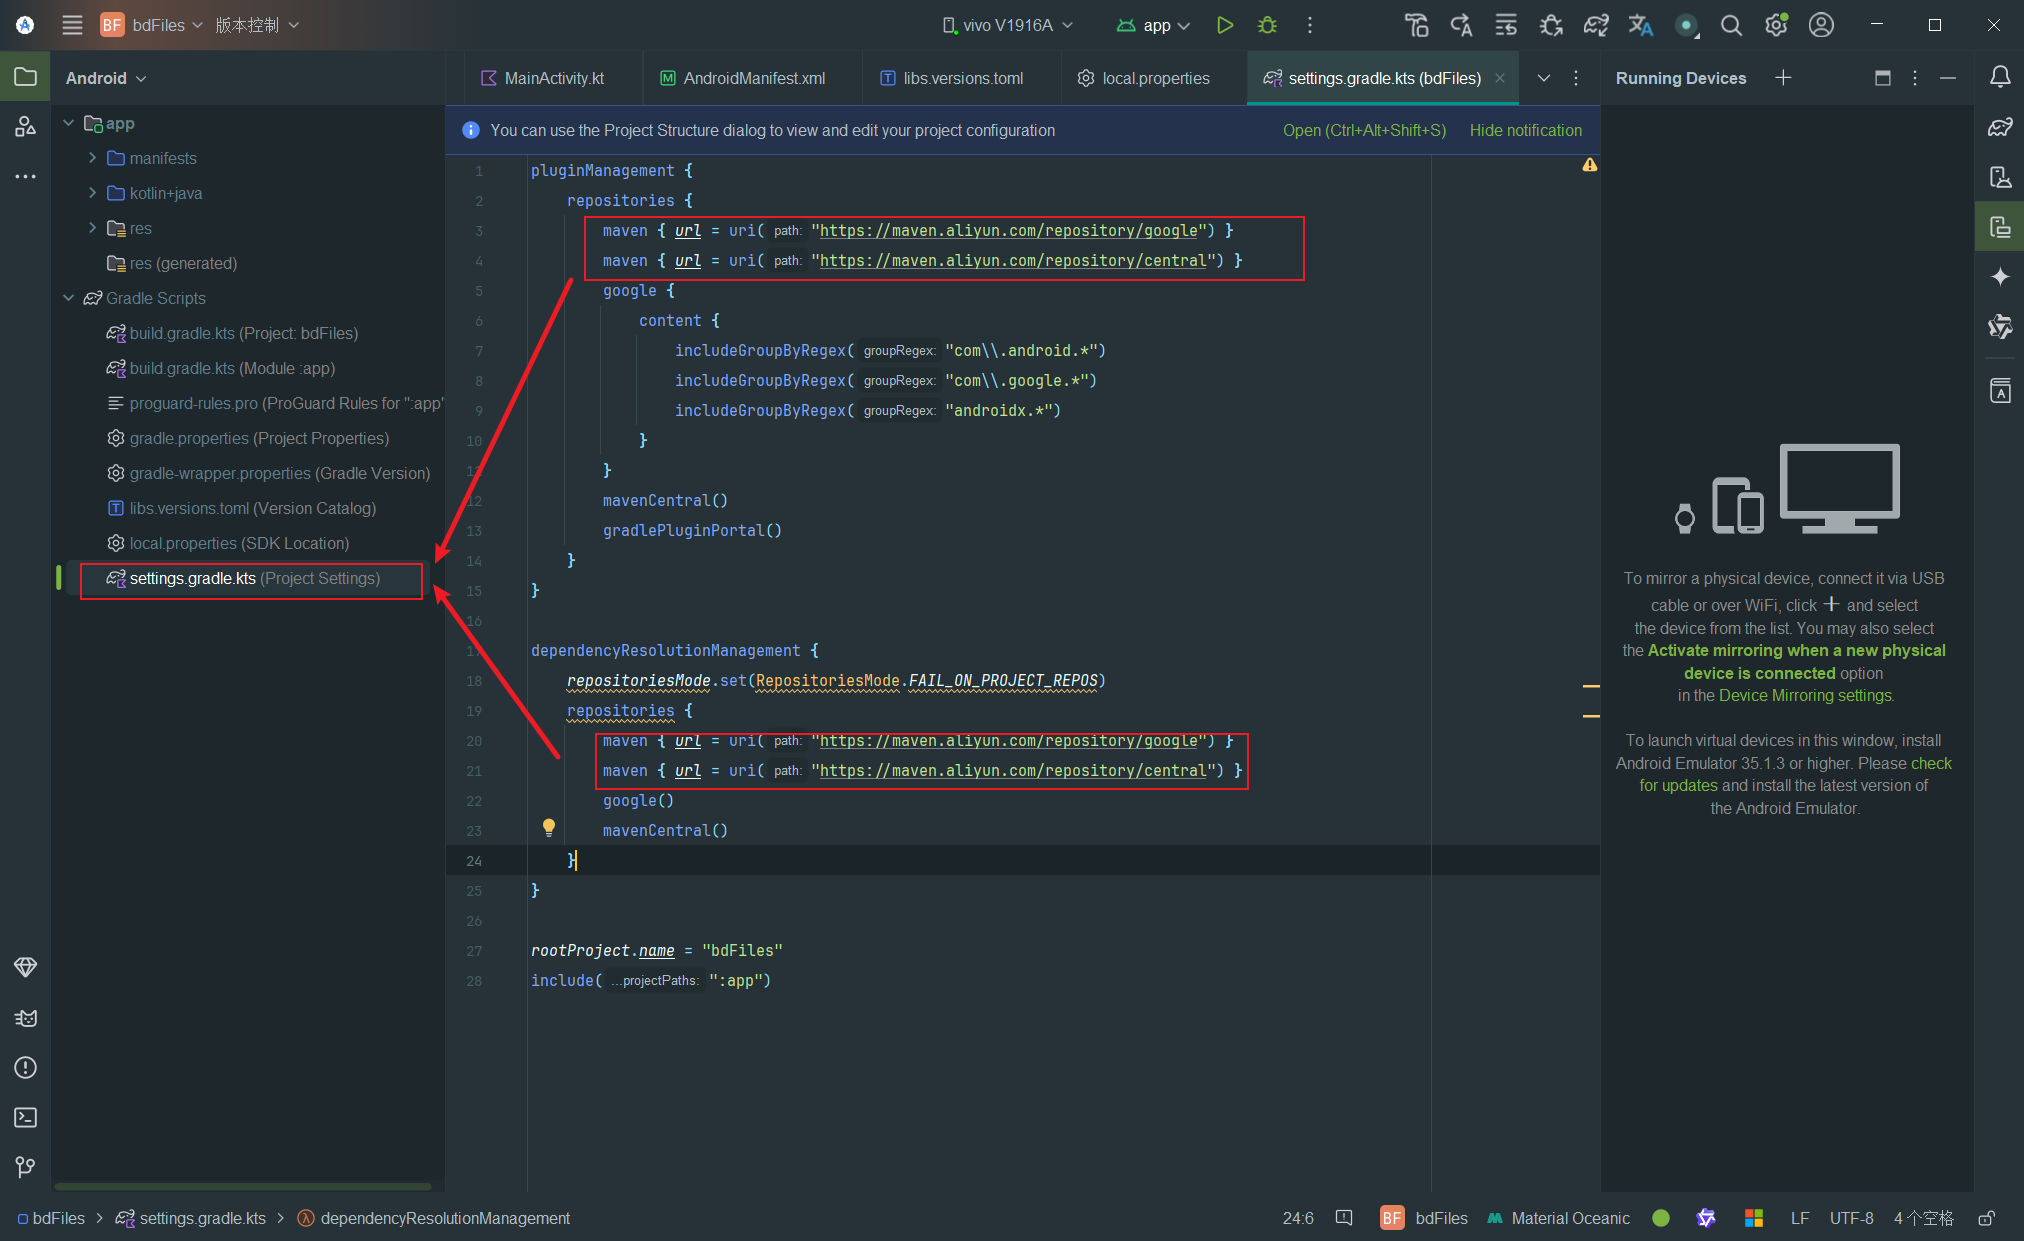 BF bdFiles 版本控制 vivo V1916A app
Android
MainActivity.kt AndroidManifest.xml libs.versions.toml local.properties settings.gradle.kts (bdFiles)
Running Devices
You can use the Project Structure dialog to view and edit your project configuration Open (Ctrl+Alt+Shift+S) Hide notification
app
manifests
kotlin+java
res
res (generated)
Gradle Scripts
build.gradle.kts (Project: bdFiles)
build.gradle.kts (Module :app)
proguard-rules.pro (ProGuard Rules for ":app"
gradle.properties (Project Properties)
gradle-wrapper.properties (Gradle Version)
libs.versions.toml (Version Catalog)
local.properties (SDK Location)
settings.gradle.kts (Project Settings)
1 pluginManagement {
2 repositories {
3 maven { url = uri( path: "https://maven.aliyun.com/repository/google") }
4 maven { url = uri( path: "https://maven.aliyun.com/repository/central") }
5 google {
6 content {
7 includeGroupByRegex( groupRegex: "com\\.android.*")
8 includeGroupByRegex( groupRegex: "com\\.google.*")
9 includeGroupByRegex( groupRegex: "androidx.*")
10 }
11 }
12 mavenCentral()
13 gradlePluginPortal()
14 }
15 }
16
17 dependencyResolutionManagement {
18 repositoriesMode.set(RepositoriesMode.FAIL_ON_PROJECT_REPOS)
19 repositories {
20 maven { url = uri( path: "https://maven.aliyun.com/repository/google") }
21 maven { url = uri( path: "https://maven.aliyun.com/repository/central") }
22 google()
23 mavenCentral()
24 }
25 }
26
27 rootProject.name = "bdFiles"
28 include( ...projectPaths: ":app")
To mirror a physical device, connect it via USB
cable or over WiFi, click + and select
the device from the list. You may also select
the Activate mirroring when a new physical
device is connected option
in the Device Mirroring settings.
To launch virtual devices in this window, install
Android Emulator 35.1.3 or higher. Please check
for updates and install the latest version of
the Android Emulator.
bdFiles > settings.gradle.kts > dependencyResolutionManagement
24:6 BF bdFiles Material Oceanic LF UTF-8 4 个空格